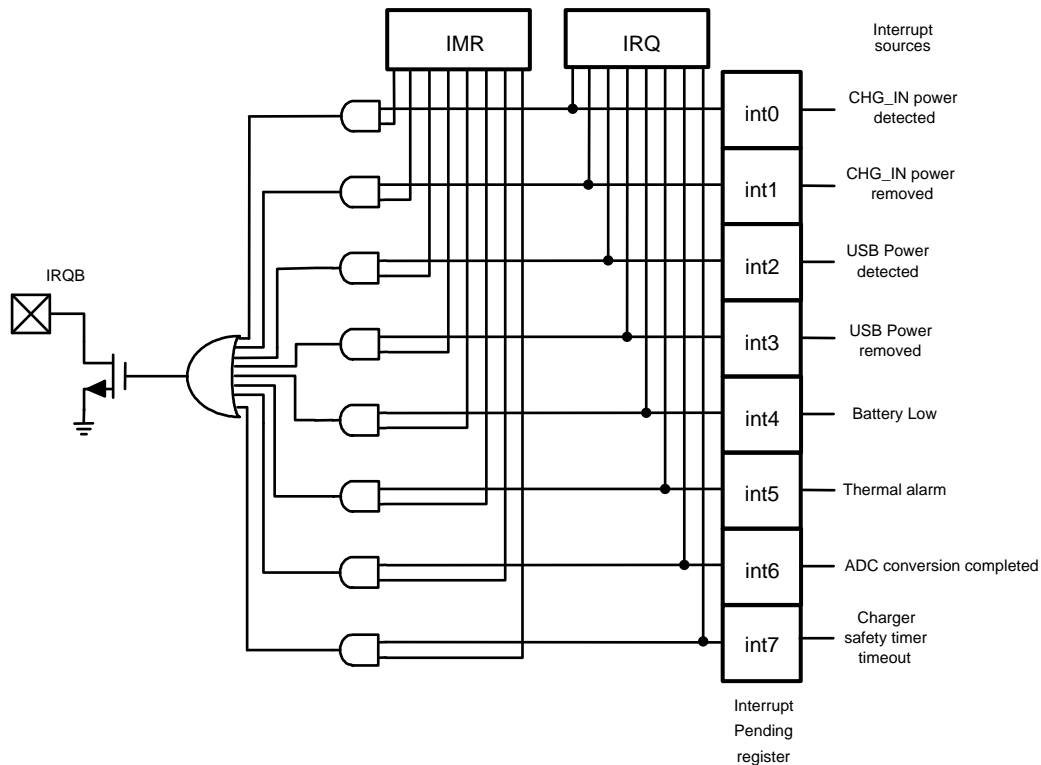 IMR
IRQ
Interrupt
sources
int0
CHG_IN power
detected
int1
CHG_IN power
removed
IRQB
int2
USB Power
detected
int3
USB Power
removed
int4
Battery Low
int5
Thermal alarm
int6
ADC conversion completed
int7
Charger
safety timer
timeout
Interrupt
Pending
register